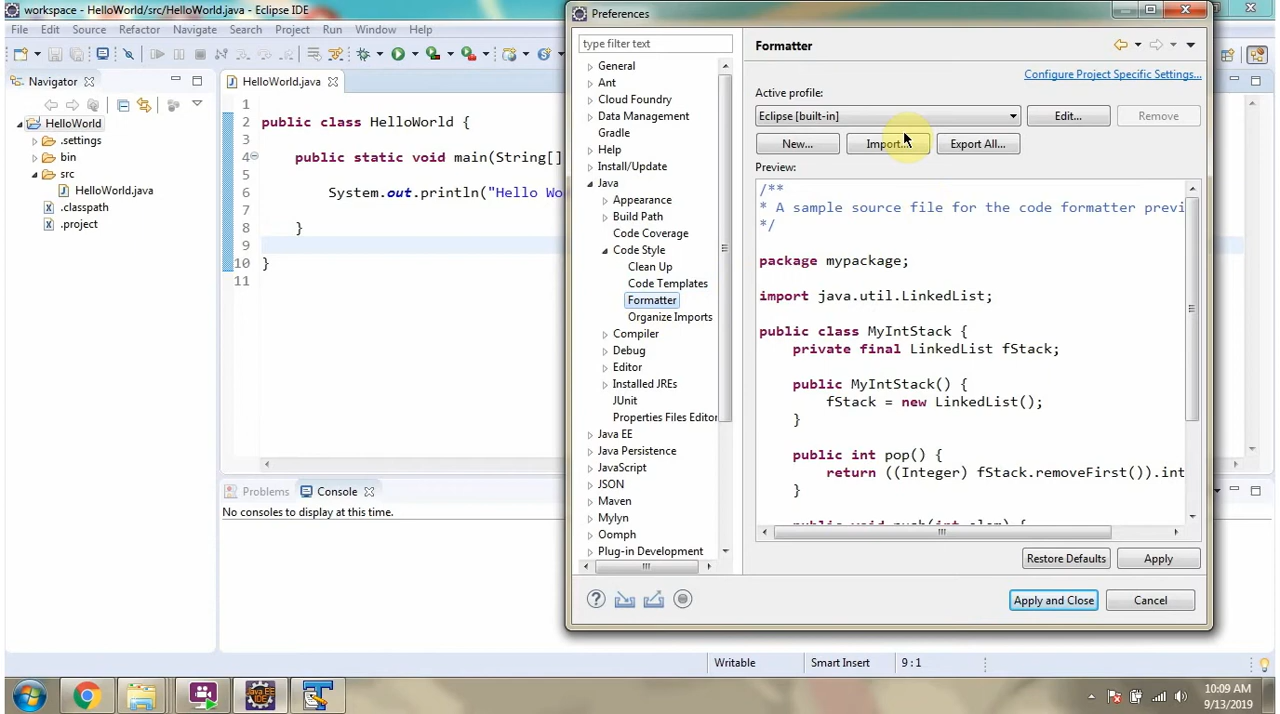 workspace - HelloWorld/src/HelloWorld.java - Eclipse IDE
File Edit Source Refactor Navigate Search Project Run Window Help
Navigator
HelloWorld
.settings
bin
src
HelloWorld.java
.classpath
.project
HelloWorld.java
1
2 public class HelloWorld {
3
4 public static void main(String[]
5
6 System.out.println("Hello Wo
7
8 }
9
10 }
11
Problems Console
No consoles to display at this time.
Preferences
type filter text
General
Ant
Cloud Foundry
Data Management
Gradle
Help
Install/Update
Java
Appearance
Build Path
Code Coverage
Code Style
Clean Up
Code Templates
Formatter
Organize Imports
Compiler
Debug
Editor
Installed JREs
JUnit
Properties Files Editor
Java EE
Java Persistence
JavaScript
JSON
Maven
Mylyn
Oomph
Plug-in Development
Formatter
Configure Project Specific Settings...
Active profile:
Eclipse [built-in] Edit... Remove
New... Import... Export All...
Preview:
/**
* A sample source file for the code formatter previ
*/
package mypackage;
import java.util.LinkedList;
public class MyIntStack {
private final LinkedList fStack;
public MyIntStack() {
fStack = new LinkedList();
}
public int pop() {
return ((Integer) fStack.removeFirst()).int
}
public void push(int elem) {
Restore Defaults Apply
Apply and Close Cancel
Writable Smart Insert 9 : 1
Java EE IDE
10:09 AM
9/13/2019